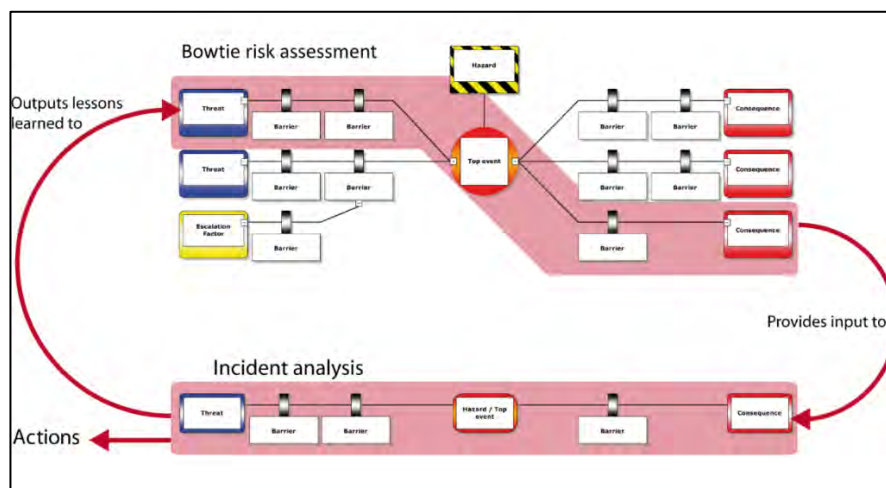 Bowtie risk assessment
Hazard
Outputs lessons
learned to
Threat
Barrier
Barrier
Barrier
Barrier
Consequence
Top event
Threat
Barrier
Barrier
Barrier
Barrier
Consequence
Escalation
Factor
Barrier
Barrier
Consequence
Provides input to
Incident analysis
Threat
Barrier
Barrier
Hazard / Top
event
Barrier
Consequence
Actions